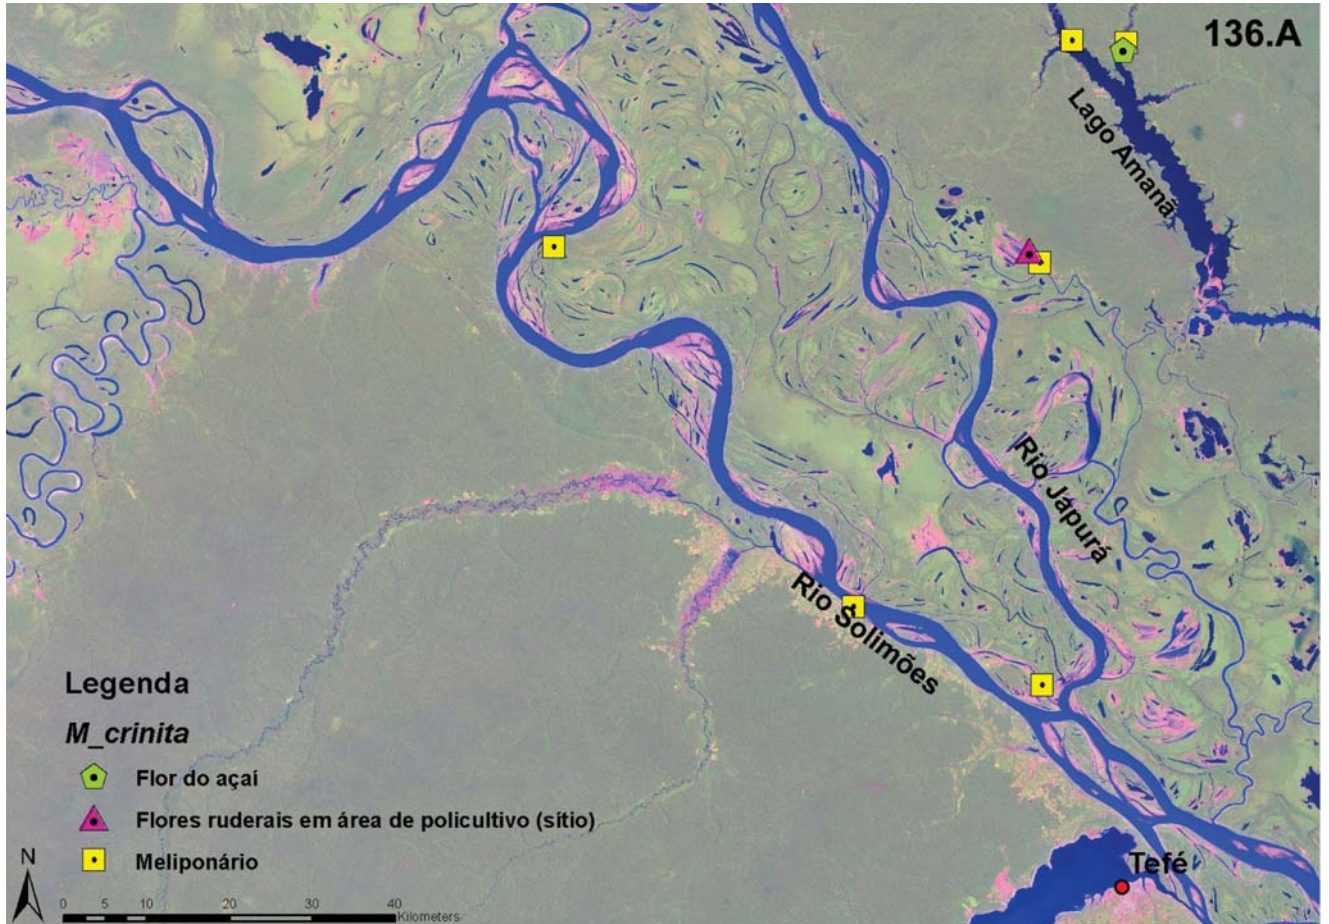 136.A
Lago Amanã
Rio Japurá
Rio Solimões
Legenda
M_crinita
Flor do açaí
Flores ruderais em área de policultivo (sítio)
Meliponário
Tefé
N
0 5 10 20 30 40
Kilometers